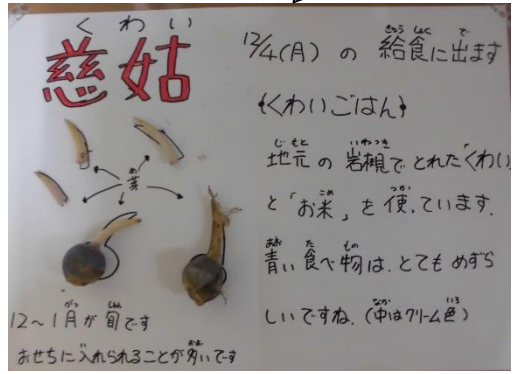 くわい
慈姑
芽
12～1月が旬です
おせちに入れられることが多いです
12/4(月)の給食に出ます
〈くわいごはん〉
地元の岩槻でとれた「くわい」
と「お米」を使っています。
青い食べ物は、とてもめずら
しいですね。(中はクリーム色)